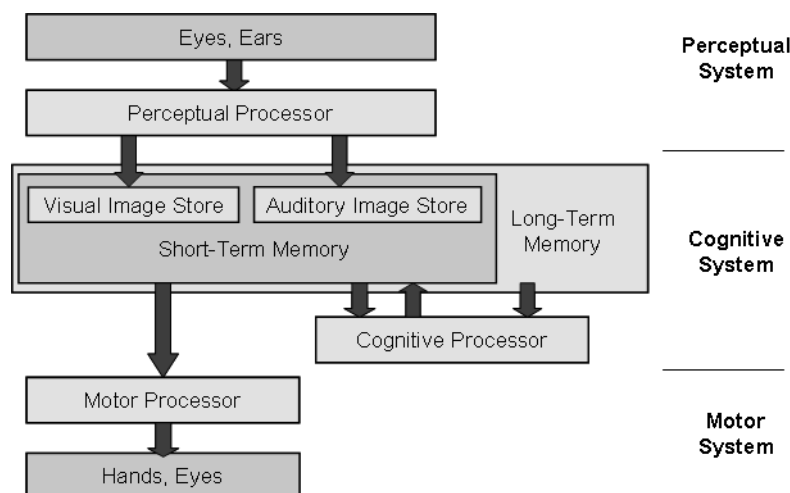 Eyes, Ears
Perceptual
System
Perceptual Processor
Visual Image Store
Auditory Image Store
Long-Term
Memory
Short-Term Memory
Cognitive
System
Cognitive Processor
Motor Processor
Motor
System
Hands, Eyes